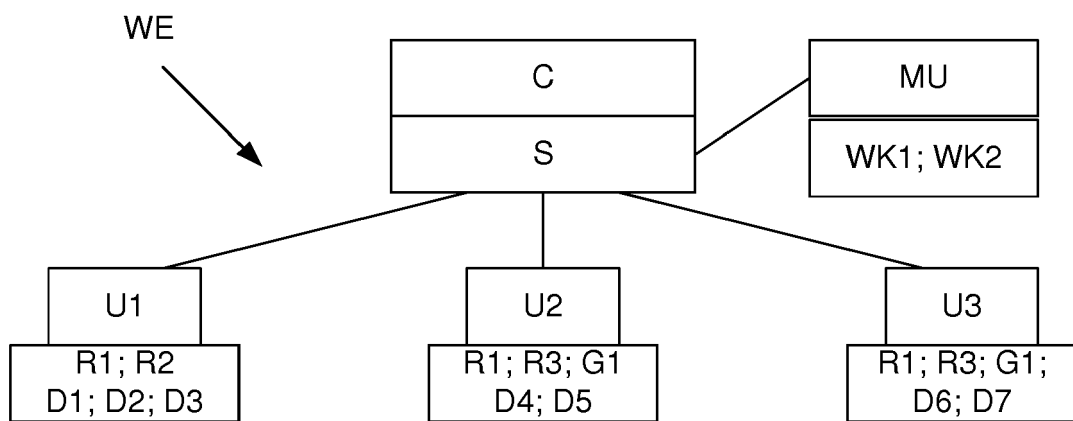 WE
C
MU
S
WK1; WK2
U1
U2
U3
R1; R2
D1; D2; D3
R1; R3; G1
D4; D5
R1; R3; G1;
D6; D7